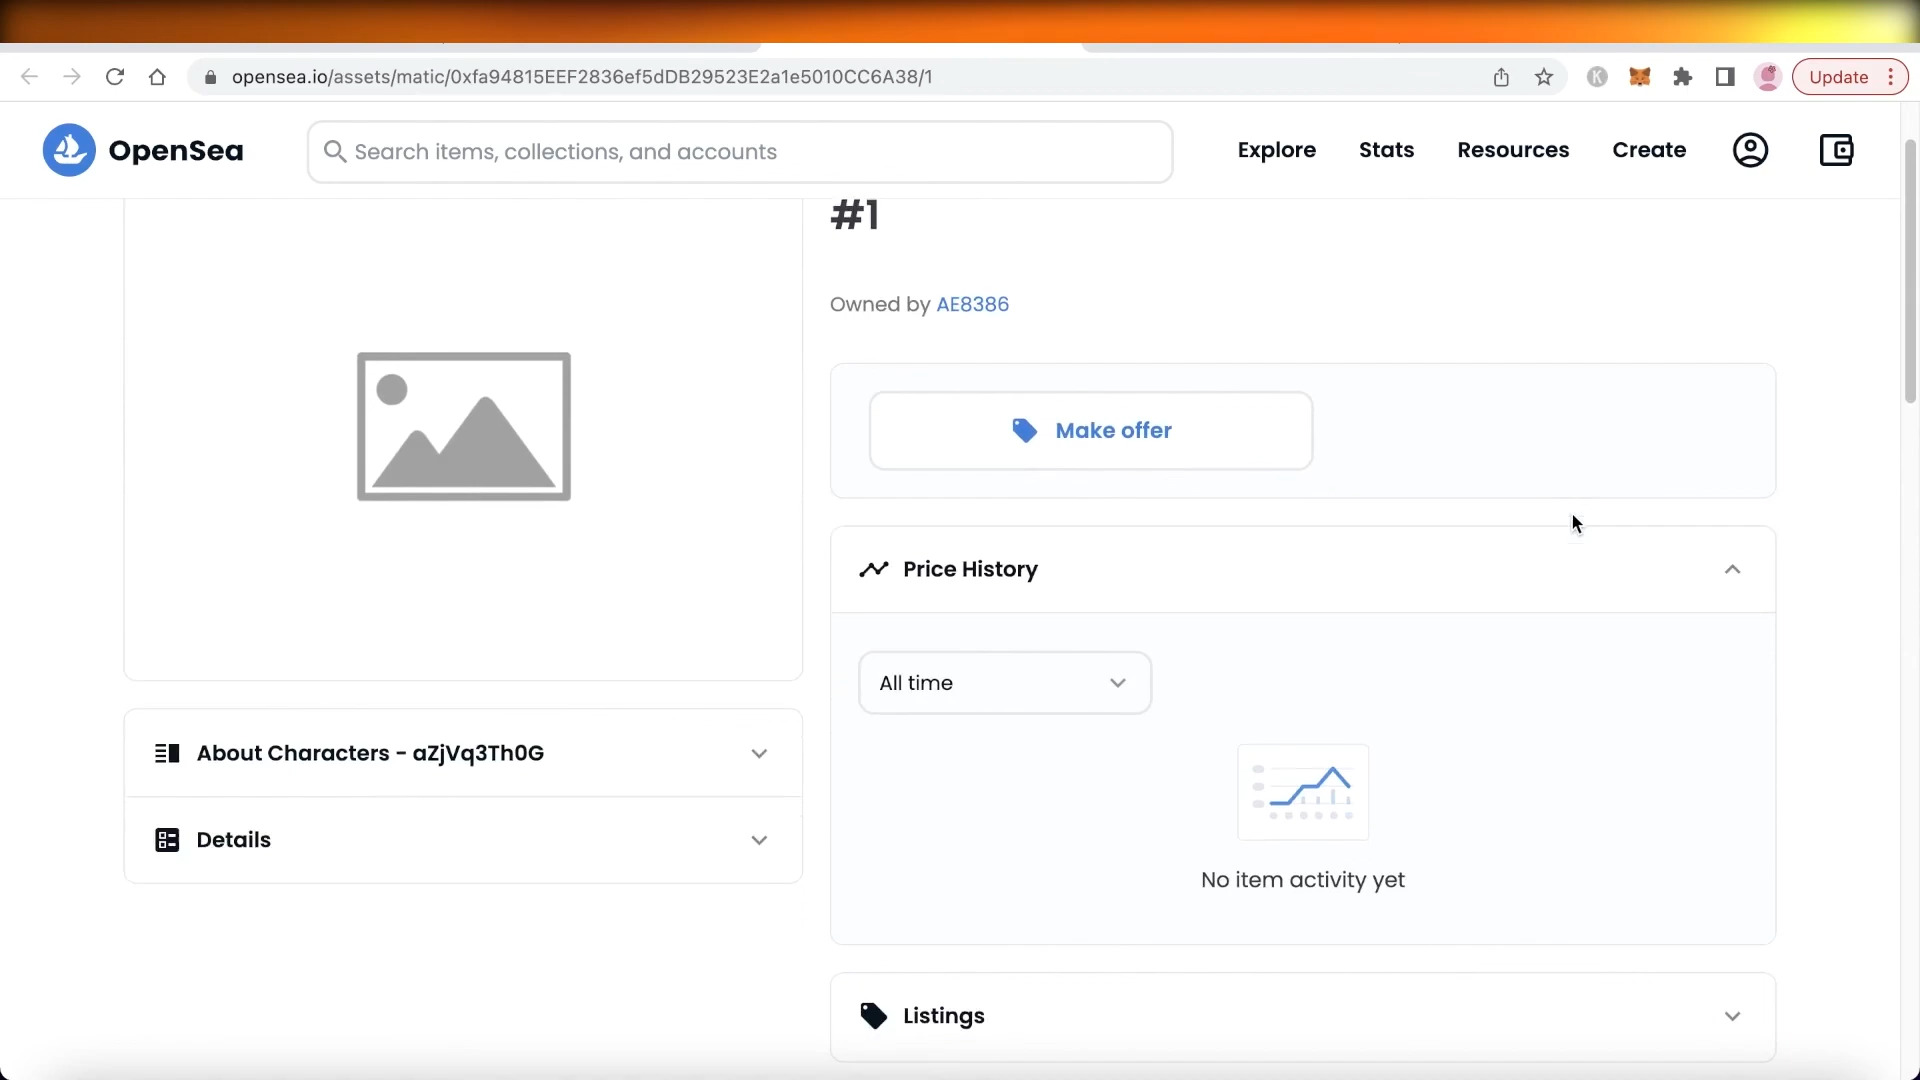 opensea.io/assets/matic/0xfa94815EEF2836ef5dDB29523E2a1e5010CC6A38/1
K
Update
OpenSea
Search items, collections, and accounts
Explore
Stats
Resources
Create
#1
Owned by AE8386
Make offer
Price History
All time
No item activity yet
About Characters - aZjVq3Th0G
Details
Listings